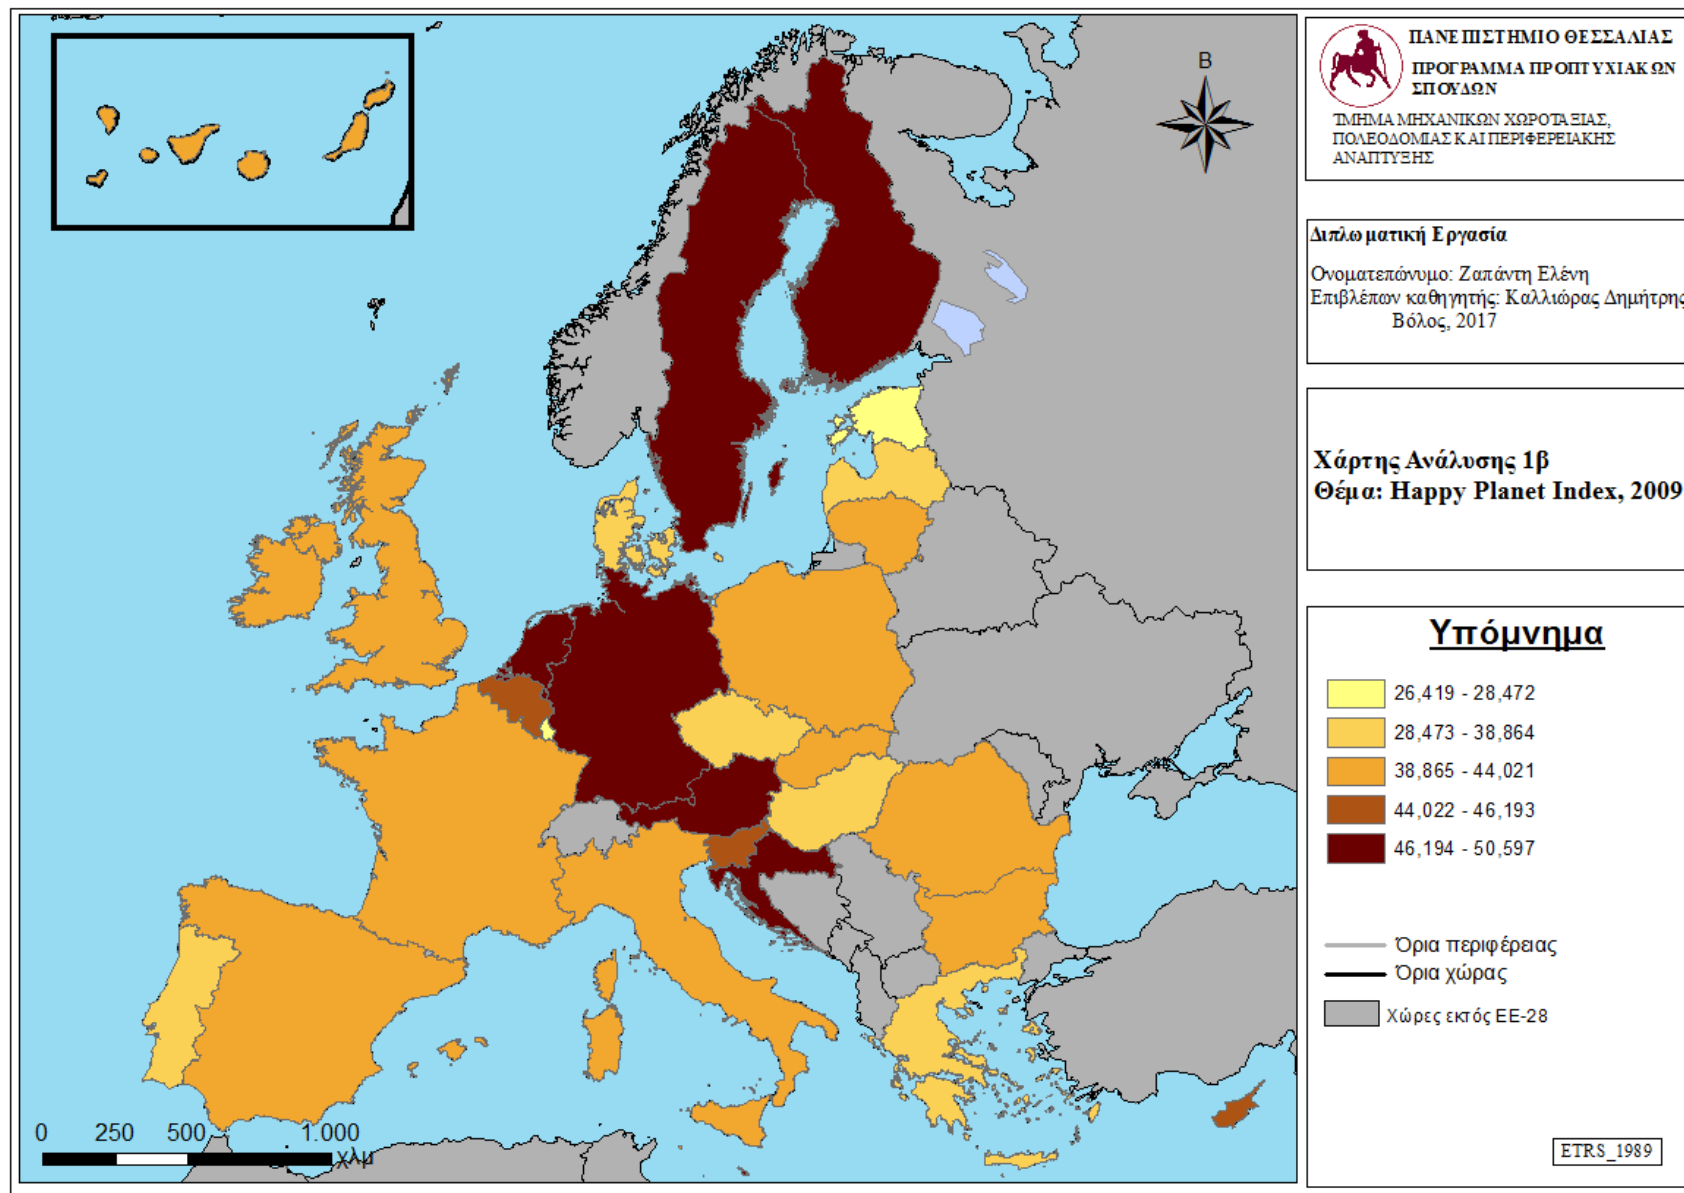 B
ΠΑΝΕΠΙΣΤΗΜΙΟ ΘΕΣΣΑΛΙΑΣ
ΠΡΟΓΡΑΜΜΑ ΠΡΟΠΤΥΧΙΑΚΩΝ
ΣΠΟΥΔΩΝ
ΤΜΗΜΑ ΜΗΧΑΝΙΚΩΝ ΧΩΡΟΤΑΞΙΑΣ,
ΠΟΛΕΟΔΟΜΙΑΣ ΚΑΙ ΠΕΡΙΦΕΡΕΙΑΚΗΣ
ΑΝΑΠΤΥΞΗΣ
Διπλωματική Εργασία
Ονοματεπώνυμο: Ζαπάντη Ελένη
Επιβλέπων καθηγητής: Καλλιώρας Δημήτρης
Βόλος, 2017
Χάρτης Ανάλυσης 1β
Θέμα: Happy Planet Index, 2009
Υπόμνημα
26,419 - 28,472
28,473 - 38,864
38,865 - 44,021
44,022 - 46,193
46,194 - 50,597
Όρια περιφέρειας
Όρια χώρας
Χώρες εκτός ΕΕ-28
0 250 500 1.000
χλμ
ETRS_1989